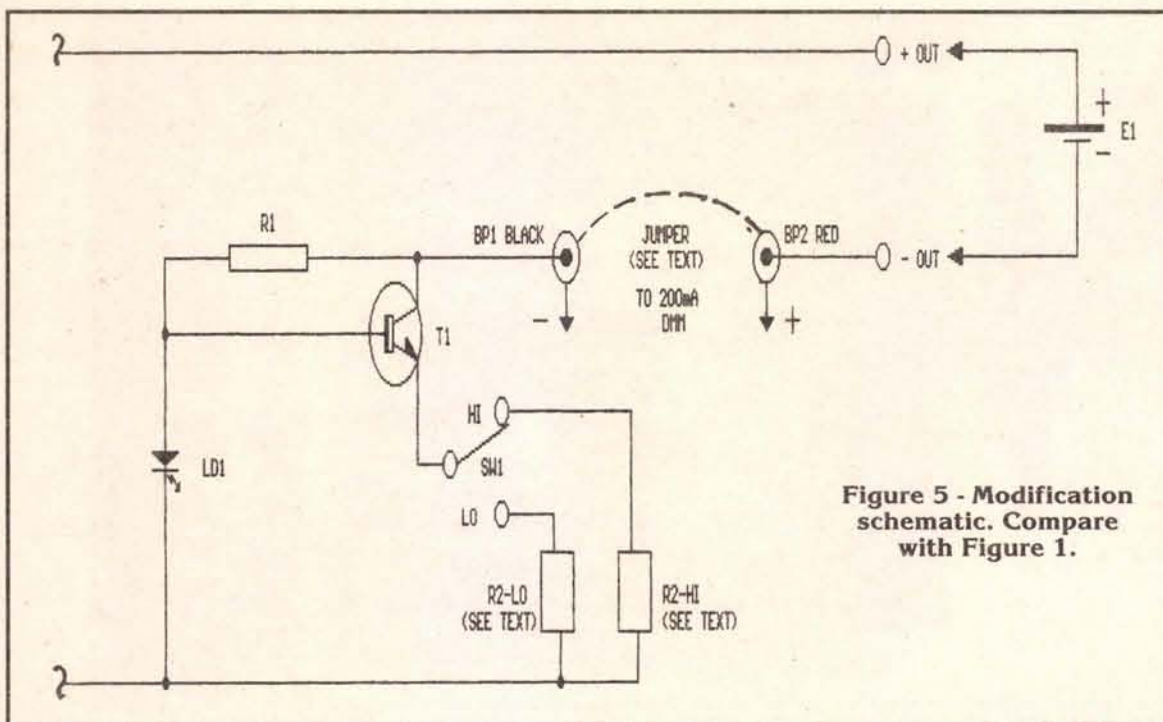 + OUT
+
E1
-
R1
BP1 BLACK
JUMPER
(SEE TEXT)
TO 200mA
DMM
BP2 RED
- OUT
-
+
T1
HI
SW1
LD1
LO
R2-LO
(SEE TEXT)
R2-HI
(SEE TEXT)
Figure 5 - Modification
schematic. Compare
with Figure 1.